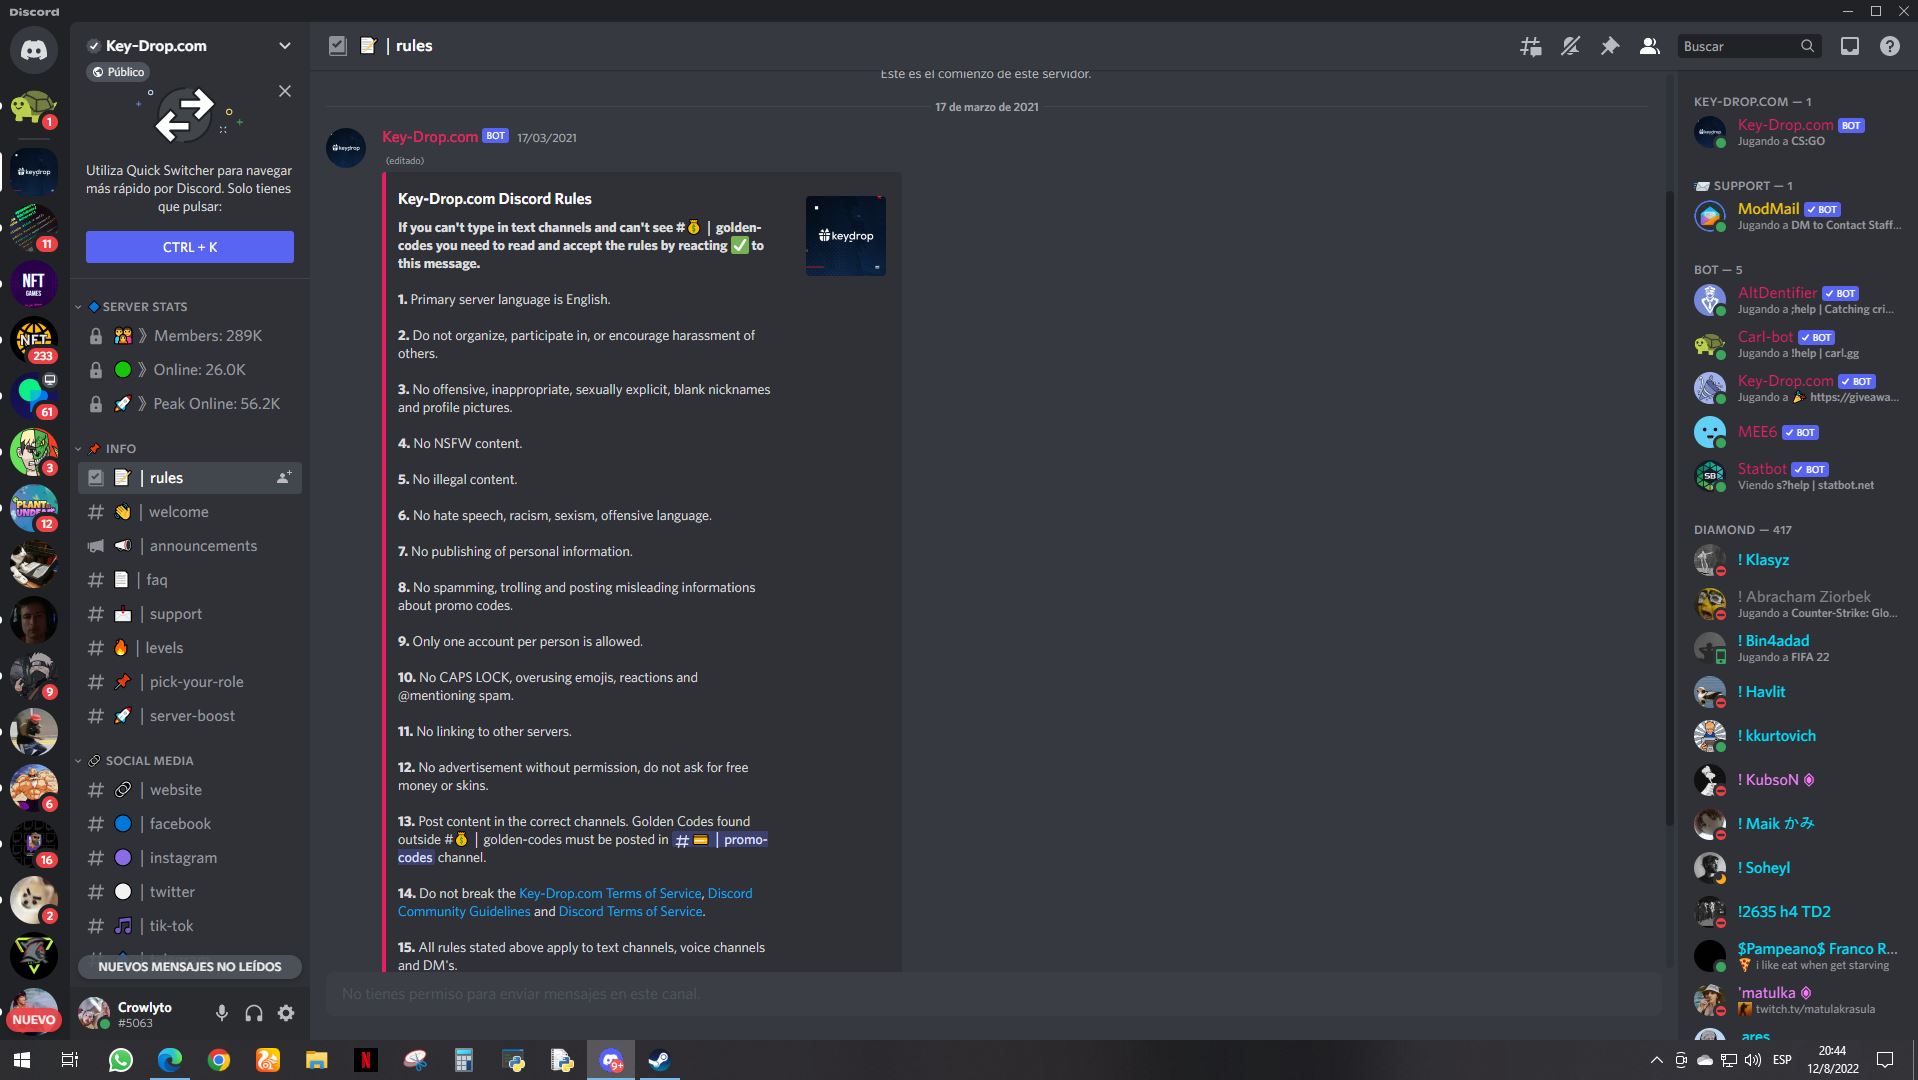 Discord
Key-Drop.com
Público
Utiliza Quick Switcher para navegar
más rápido por Discord. Solo tienes
que pulsar:
CTRL + K
SERVER STATS
》Members: 289K
》Online: 26.0K
》Peak Online: 56.2K
INFO
| rules
| welcome
| announcements
| faq
| support
| levels
| pick-your-role
| server-boost
SOCIAL MEDIA
| website
| facebook
| instagram
| twitter
| tik-tok
NUEVOS MENSAJES NO LEÍDOS
Crowlyto
#5063
1
keydrop
11
NFT
GAMES
NFT
233
61
3
PLANT
UNDEAD
12
9
6
16
2
NUEVO
| rules
Buscar
Este es el comienzo de este servidor.
17 de marzo de 2021
keydrop
Key-Drop.com BOT 17/03/2021
(editado)
Key-Drop.com Discord Rules
keydrop
If you can't type in text channels and can't see #💰 | golden-
codes you need to read and accept the rules by reacting ✅ to
this message.
1. Primary server language is English.
2. Do not organize, participate in, or encourage harassment of
others.
3. No offensive, inappropriate, sexually explicit, blank nicknames
and profile pictures.
4. No NSFW content.
5. No illegal content.
6. No hate speech, racism, sexism, offensive language.
7. No publishing of personal information.
8. No spamming, trolling and posting misleading informations
about promo codes.
9. Only one account per person is allowed.
10. No CAPS LOCK, overusing emojis, reactions and
@mentioning spam.
11. No linking to other servers.
12. No advertisement without permission, do not ask for free
money or skins.
13. Post content in the correct channels. Golden Codes found
outside #💰 | golden-codes must be posted in # 💳 | promo-
codes channel.
14. Do not break the Key-Drop.com Terms of Service, Discord
Community Guidelines and Discord Terms of Service.
15. All rules stated above apply to text channels, voice channels
and DM's.
No tienes permiso para enviar mensajes en este canal.
KEY-DROP.COM — 1
keydrop
Key-Drop.com BOT
Jugando a CS:GO
SUPPORT — 1
ModMail ✓ BOT
Jugando a DM to Contact Staff...
BOT — 5
AltDentifier ✓ BOT
Jugando a ;help | Catching cri...
Carl-bot ✓ BOT
Jugando a !help | carl.gg
Key-Drop.com ✓ BOT
Jugando a 🎉 https://giveawa...
MEE6 ✓ BOT
SB
Statbot ✓ BOT
Viendo s?help | statbot.net
DIAMOND — 417
! Klasyz
! Abracham Ziorbek
Jugando a Counter-Strike: Glo...
! Bin4adad
Jugando a FIFA 22
! Havlit
! kkurtovich
! KubsoN
! Maik かみ
! Soheyl
!2635 h4 TD2
$Pampeano$ Franco R...
🍕 i like eat when get starving
'matulka
twitch.tv/matulakrasula
.ares
N
9+
ESP
20:44
12/8/2022